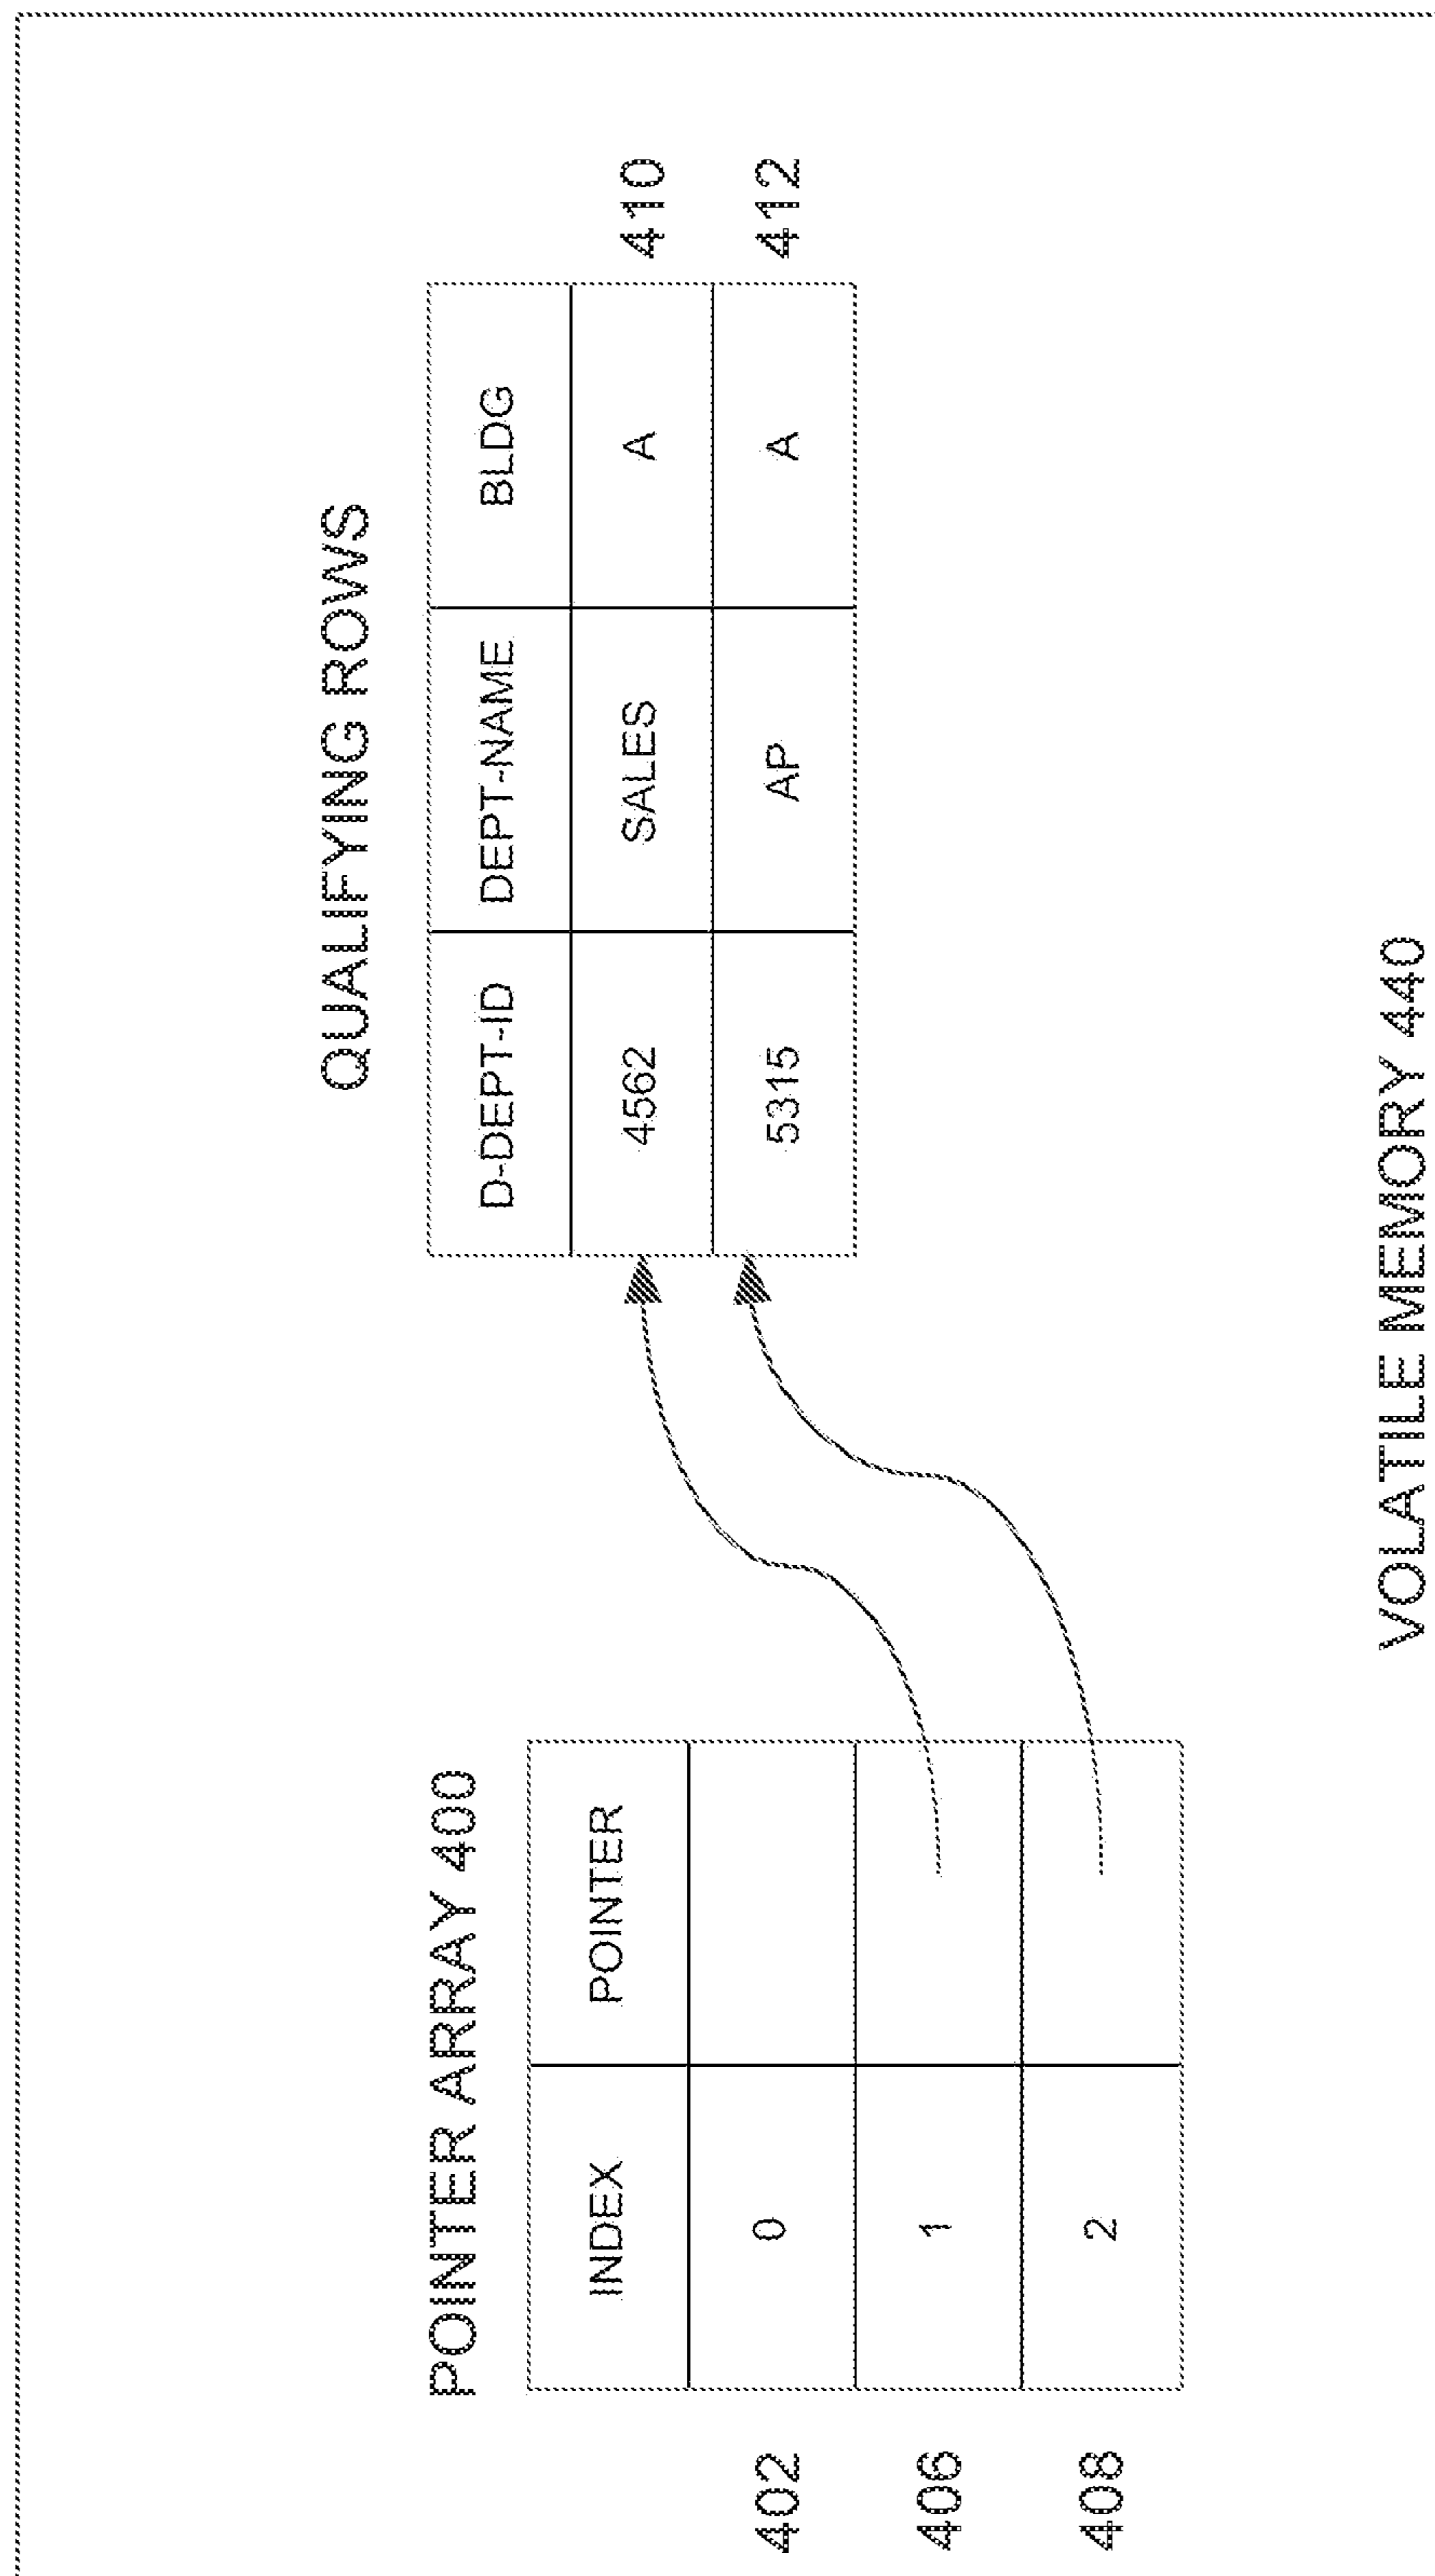 QUALIFYING ROWS
POINTER ARRAY 400
D-DEPT-ID DEPT-NAME BLDG
INDEX POINTER
4562 SALES A 410
402 0
5315 AP A 412
406 1
408 2
VOLATILE MEMORY 440